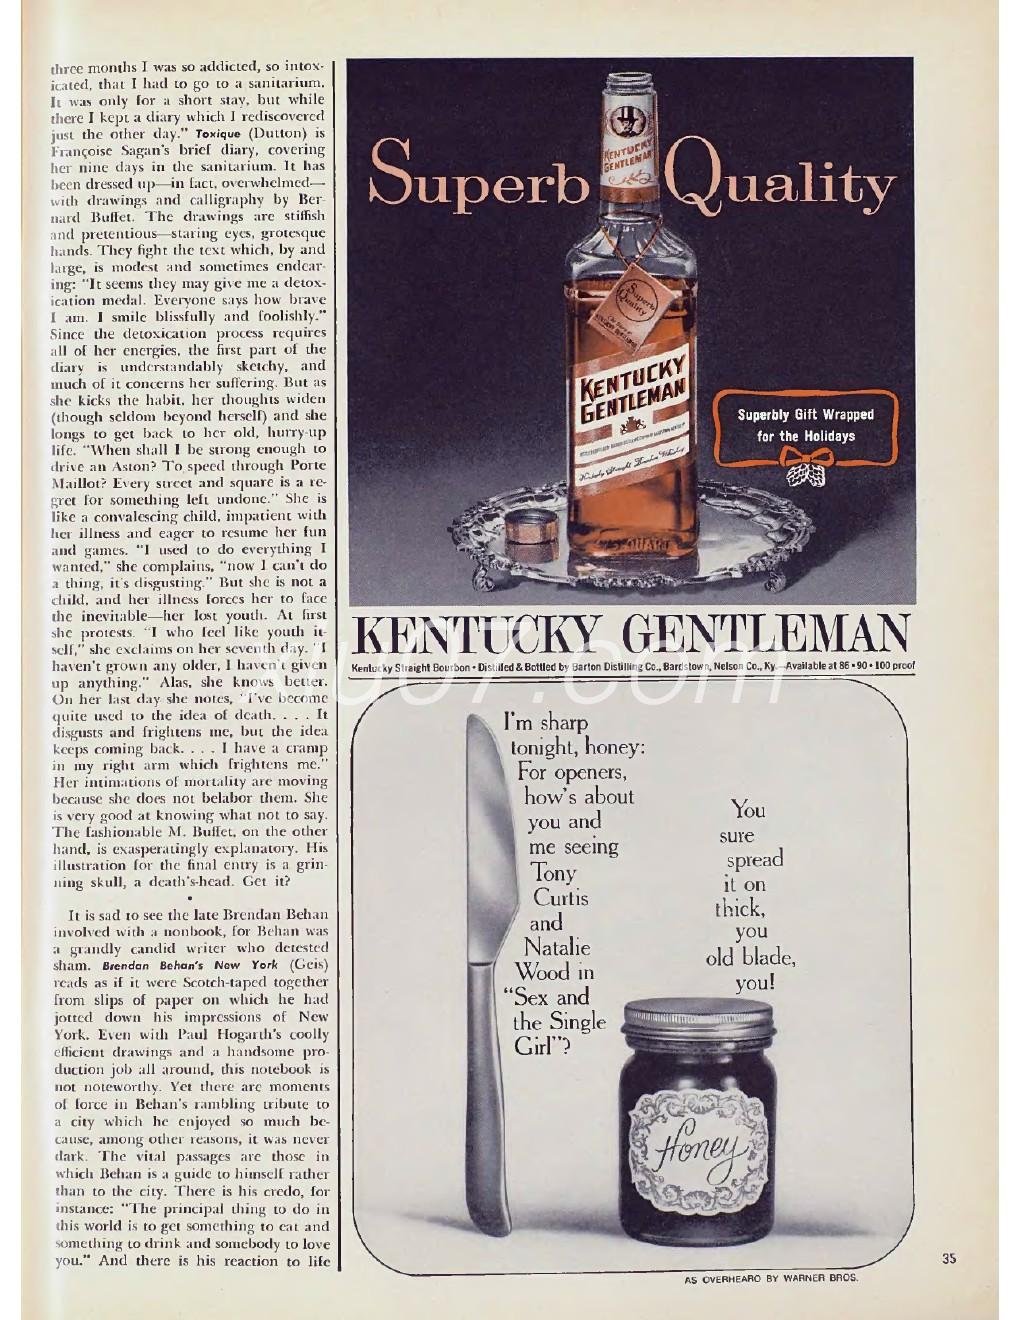 three months I was so addicted, so intox-
icated, that I had to go to a sanitarium.
It was only for a short stay, but while
there I kept a diary which I rediscovered
just the other day." Toxique (Dutton) is
Françoise Sagan's brief diary, covering
her nine days in the sanitarium. It has
been dressed up—in fact, overwhelmed—
with drawings and calligraphy by Ber-
nard Buffet. The drawings are stiffish
and pretentious—staring eyes, grotesque
hands. They fight the text which, by and
large, is modest and sometimes endear-
ing: "It seems they may give me a detox-
ication medal. Everyone says how brave
I am. I smile blissfully and foolishly."
Since the detoxication process requires
all of her energies, the first part of the
diary is understandably sketchy, and
much of it concerns her suffering. But as
she kicks the habit, her thoughts widen
(though seldom beyond herself) and she
longs to get back to her old, hurry-up
life. "When shall I be strong enough to
drive an Aston? To speed through Porte
Maillot? Every street and square is a re-
gret for something left undone." She is
like a convalescing child, impatient with
her illness and eager to resume her fun
and games. "I used to do everything I
wanted," she complains, "now I can't do
a thing, it's disgusting." But she is not a
child, and her illness forces her to face
the inevitable—her lost youth. At first
she protests. "I who feel like youth it-
self," she exclaims on her seventh day. "I
haven't grown any older, I haven't given
up anything." Alas, she knows better.
On her last day she notes, "I've become
quite used to the idea of death. . . . It
disgusts and frightens me, but the idea
keeps coming back. . . . I have a cramp
in my right arm which frightens me."
Her intimations of mortality are moving
because she does not belabor them. She
is very good at knowing what not to say.
The fashionable M. Buffet, on the other
hand, is exasperatingly explanatory. His
illustration for the final entry is a grin-
ning skull, a death's-head. Get it?
•
It is sad to see the late Brendan Behan
involved with a nonbook, for Behan was
a grandly candid writer who detested
sham. Brendan Behan's New York (Geis)
reads as if it were Scotch-taped together
from slips of paper on which he had
jotted down his impressions of New
York. Even with Paul Hogarth's coolly
efficient drawings and a handsome pro-
duction job all around, this notebook is
not noteworthy. Yet there are moments
of force in Behan's rambling tribute to
a city which he enjoyed so much be-
cause, among other reasons, it was never
dark. The vital passages are those in
which Behan is a guide to himself rather
than to the city. There is his credo, for
instance: "The principal thing to do in
this world is to get something to eat and
something to drink and somebody to love
you." And there is his reaction to life
Superb Quality
KENTUCKY
GENTLEMAN
Superb
Quality
KENTUCKY
GENTLEMAN
Kentucky Straight Bourbon Whiskey
4/5 QUART
Superbly Gift Wrapped
for the Holidays
KENTUCKY GENTLEMAN
Kentucky Straight Bourbon • Distilled & Bottled by Barton Distilling Co., Bardstown, Nelson Co., Ky.—Available at 86 • 90 • 100 proof
I'm sharp
tonight, honey:
For openers,
how's about
you and
me seeing
Tony
Curtis
and
Natalie
Wood in
"Sex and
the Single
Girl"?
You
sure
spread
it on
thick,
you
old blade,
you!
Honey
AS OVERHEARD BY WARNER BROS.
35